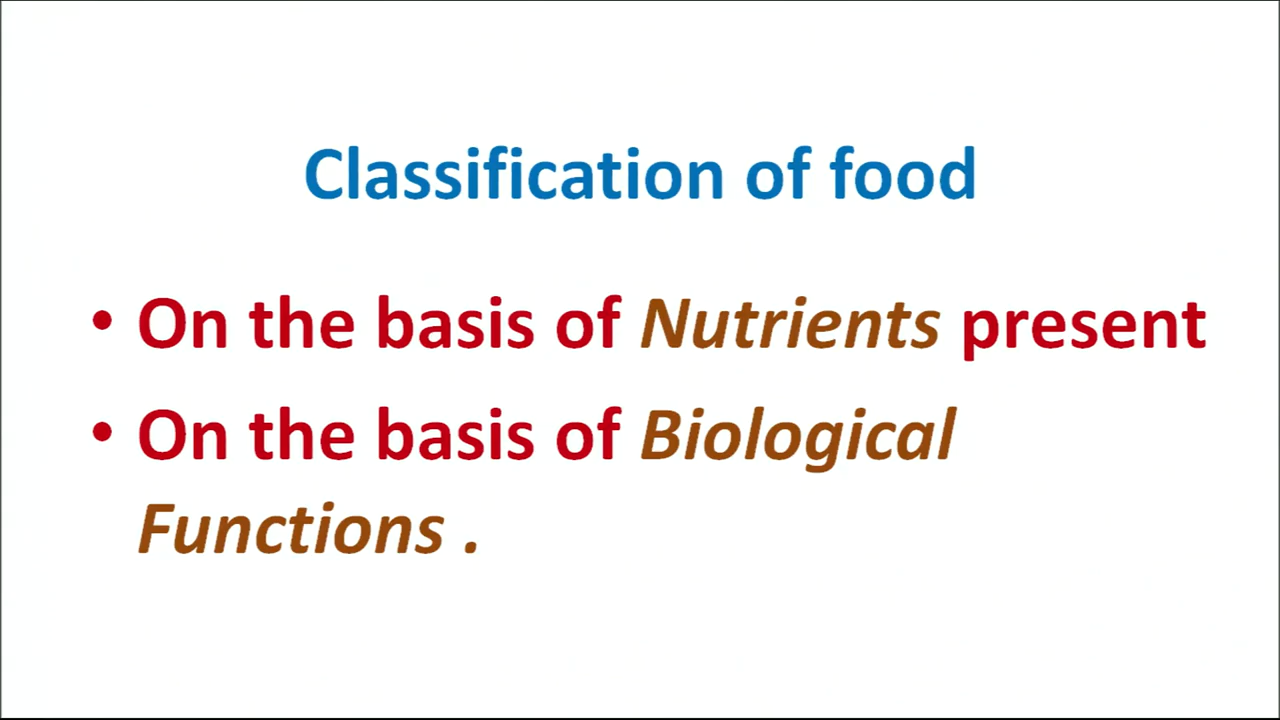 Classification of food
• On the basis of Nutrients present
• On the basis of Biological
Functions .